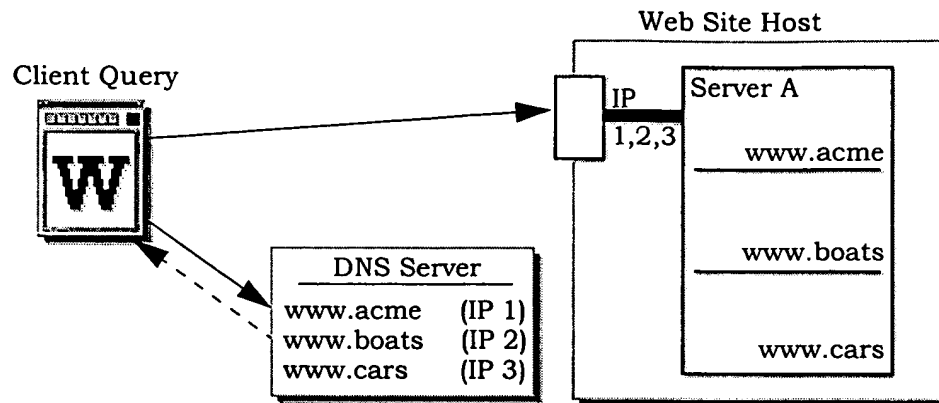 Web Site Host
Client Query
W
IP
1,2,3
Server A
www.acme
www.boats
www.cars
DNS Server
www.acme (IP 1)
www.boats (IP 2)
www.cars (IP 3)